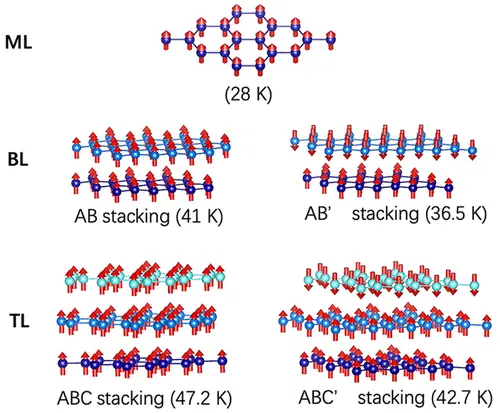 ML
(28 K)
BL
AB stacking (41 K)
AB' stacking (36.5 K)
TL
ABC stacking (47.2 K)
ABC' stacking (42.7 K)